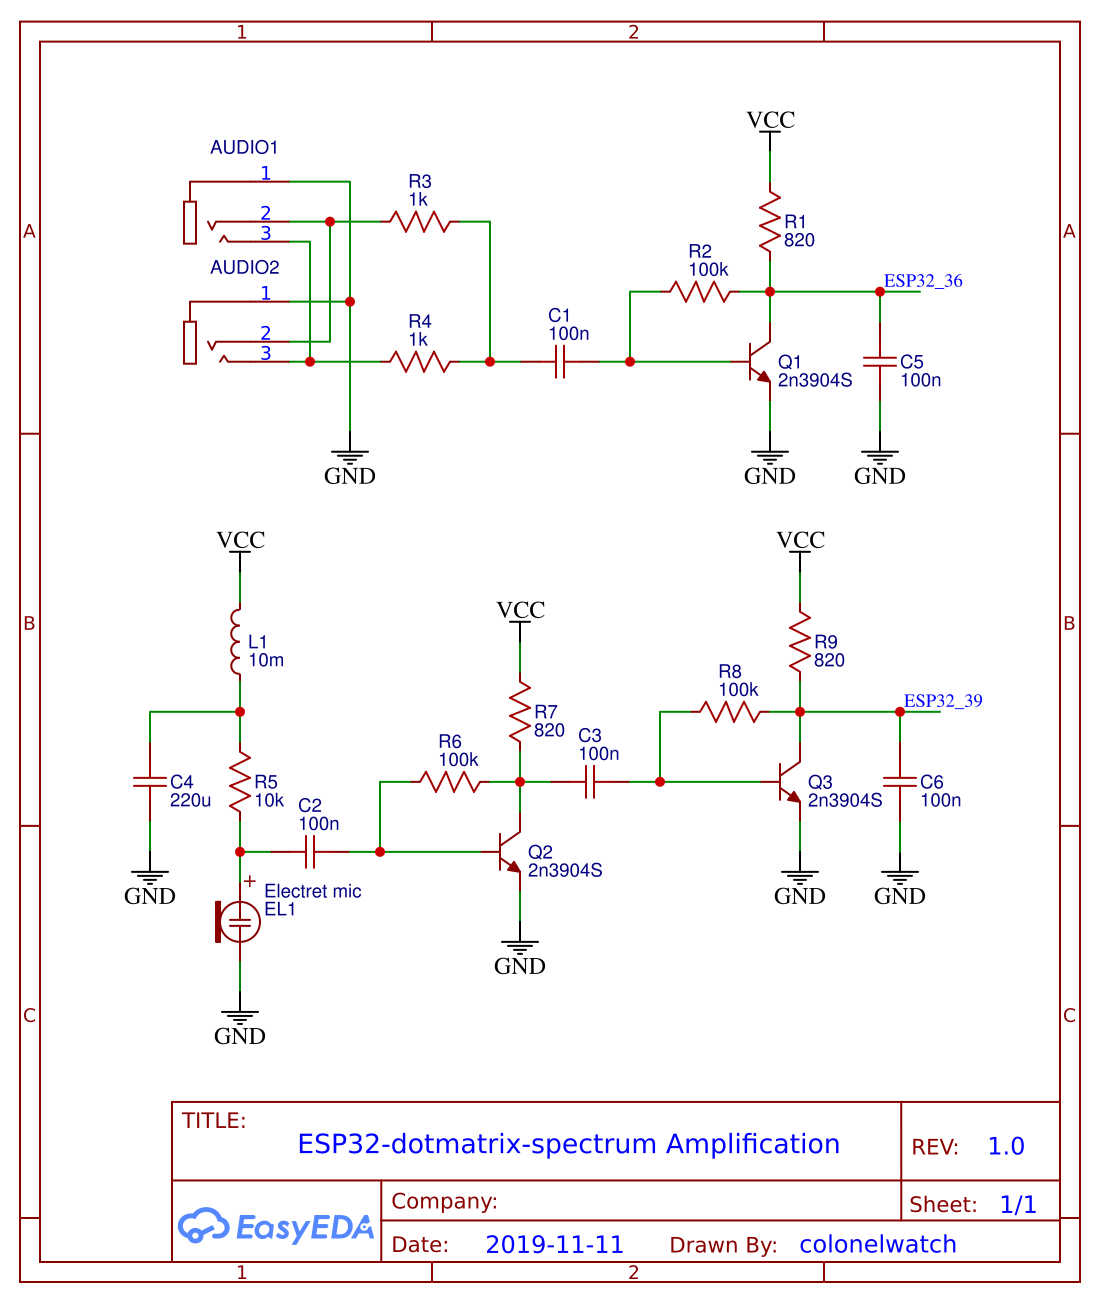 1
2
A
A
B
B
C
C
AUDIO1
1
2
3
AUDIO2
1
2
3
R3
1k
R4
1k
C1
100n
R2
100k
VCC
R1
820
ESP32_36
Q1
2n3904S
C5
100n
GND
GND
GND
VCC
L1
10m
C4
220u
R5
10k
C2
100n
+
Electret mic
EL1
GND
GND
VCC
R7
820
R6
100k
C3
100n
Q2
2n3904S
GND
VCC
R9
820
R8
100k
ESP32_39
Q3
2n3904S
C6
100n
GND
GND
TITLE:
ESP32-dotmatrix-spectrum Amplification
REV: 1.0
EasyEDA
Company:
Sheet: 1/1
Date: 2019-11-11 Drawn By: colonelwatch
1
2